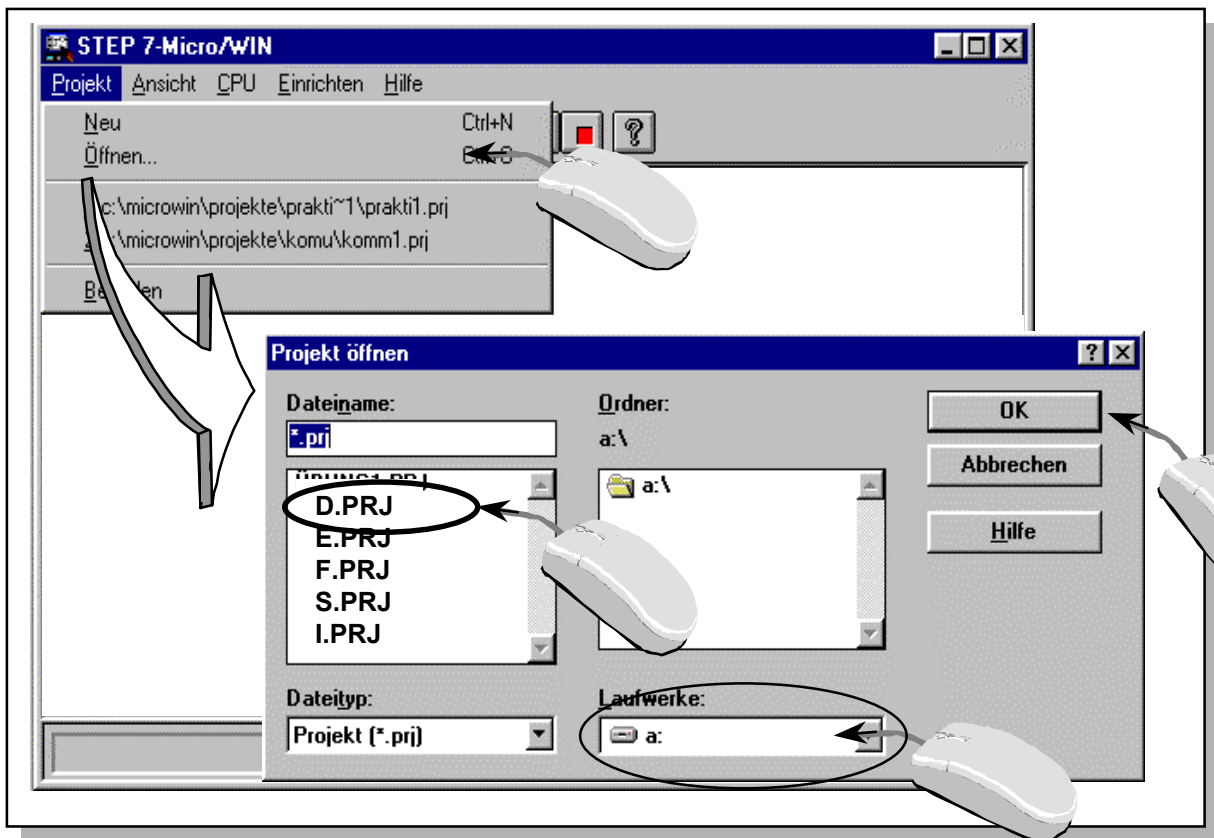 STEP 7-Micro/WIN
Projekt Ansicht CPU Einrichten Hilfe
Neu Ctrl+N
Öffnen...
c:\microwin\projekte\prakti~1\prakti1.prj
:\microwin\projekte\komu\komm1.prj
Projekt öffnen
Dateiname:
*.prj
D.PRJ
E.PRJ
F.PRJ
S.PRJ
I.PRJ
Dateityp:
Projekt (*.prj)
Ordner:
a:\
a:\
Laufwerke:
a:
OK
Abbrechen
Hilfe